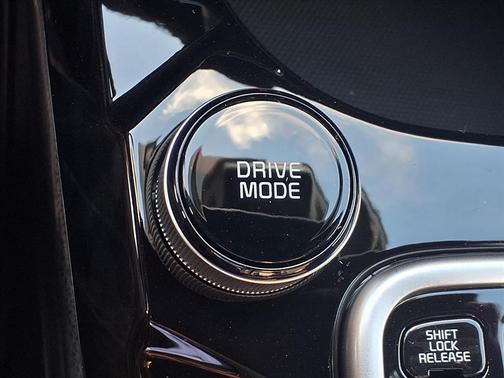 DRIVE
MODE
SHIFT
LOCK
RELEASE